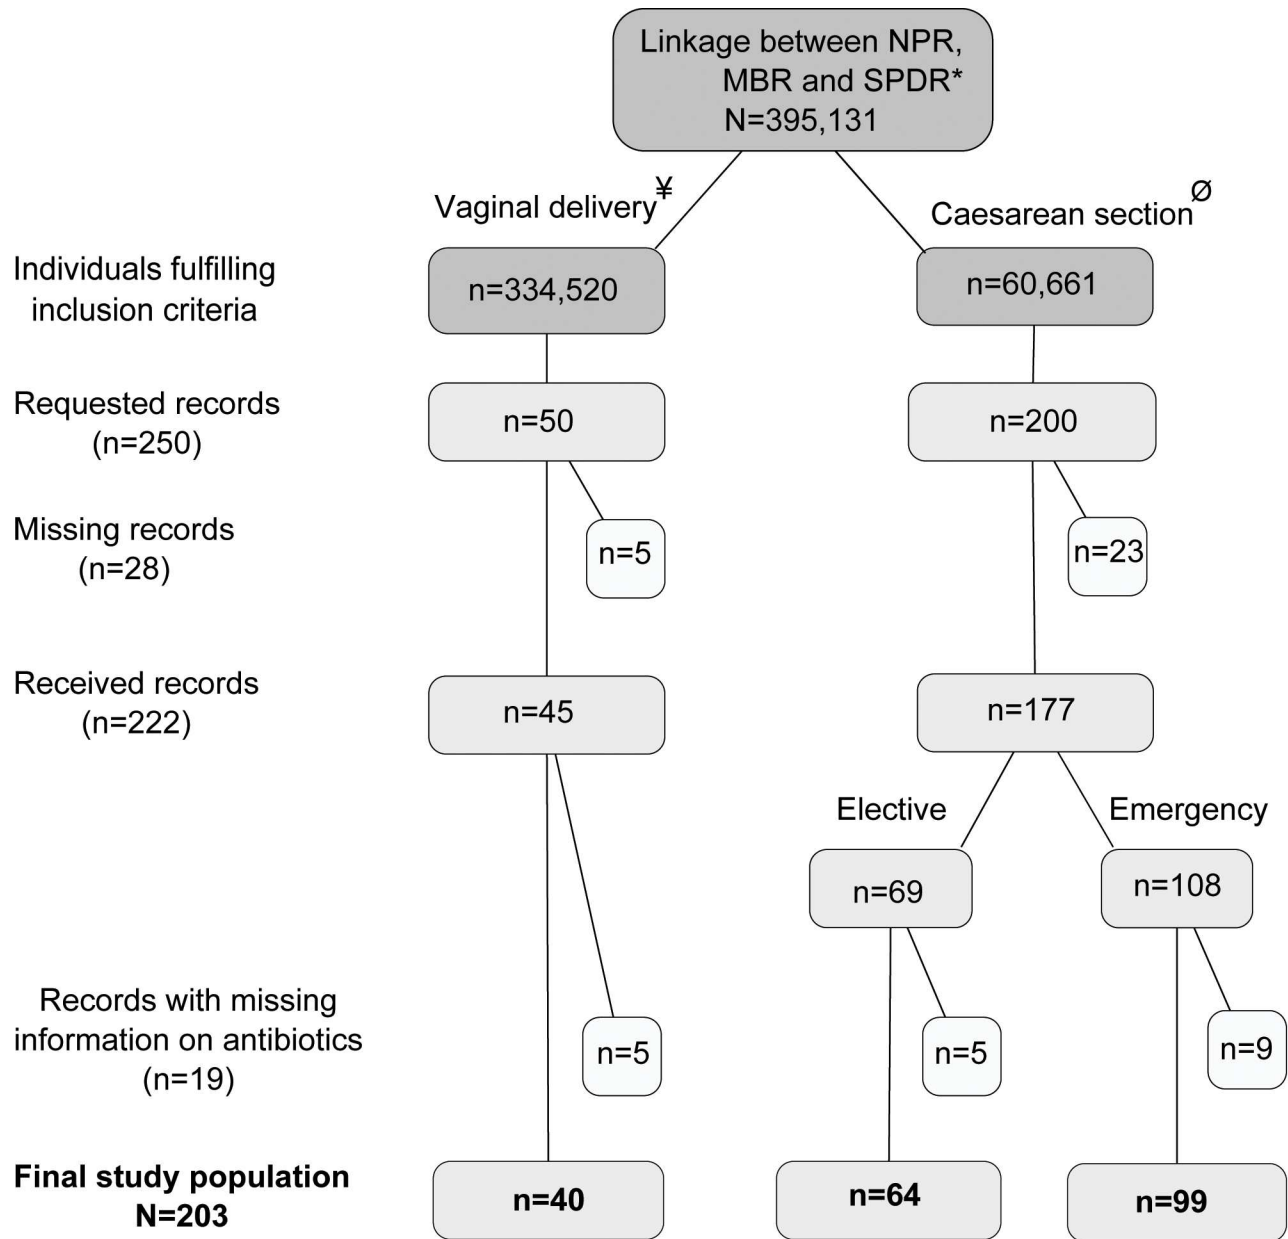 Linkage between NPR,
MBR and SPDR*
N=395,131
Vaginal delivery¥
Caesarean sectionØ
Individuals fulfilling
inclusion criteria
n=334,520
n=60,661
Requested records
(n=250)
n=50
n=200
Missing records
(n=28)
n=5
n=23
Received records
(n=222)
n=45
n=177
Elective
Emergency
n=69
n=108
Records with missing
information on antibiotics
(n=19)
n=5
n=5
n=9
Final study population
N=203
n=40
n=64
n=99